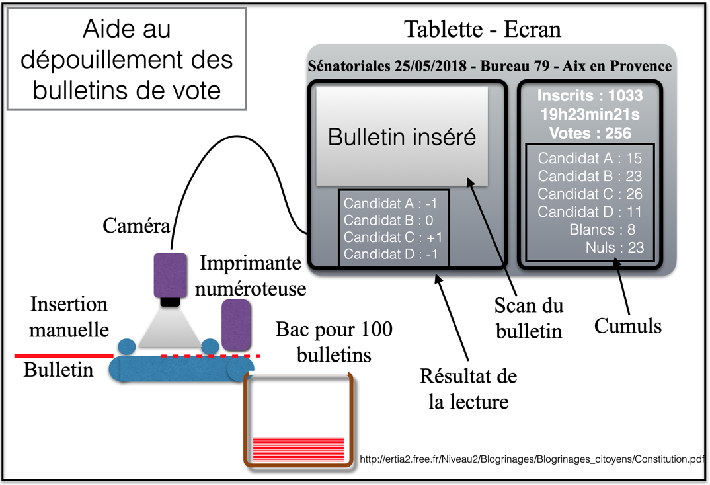 Aide au
dépouillement des
bulletins de vote
Tablette - Ecran
Sénatoriales 25/05/2018 - Bureau 79 - Aix en Provence
Bulletin inséré
Candidat A : -1
Candidat B : 0
Candidat C : +1
Candidat D : -1
Inscrits : 1033
19h23min21s
Votes : 256
Candidat A : 15
Candidat B : 23
Candidat C : 26
Candidat D : 11
Blancs : 8
Nuls : 23
Caméra
Imprimante
numéroteuse
Insertion
manuelle
Bulletin
Bac pour 100
bulletins
Scan du
bulletin
Cumuls
Résultat de
la lecture
http://ertia2.free.fr/Niveau2/Blogrinages/Blogrinages_citoyens/Constitution.pdf